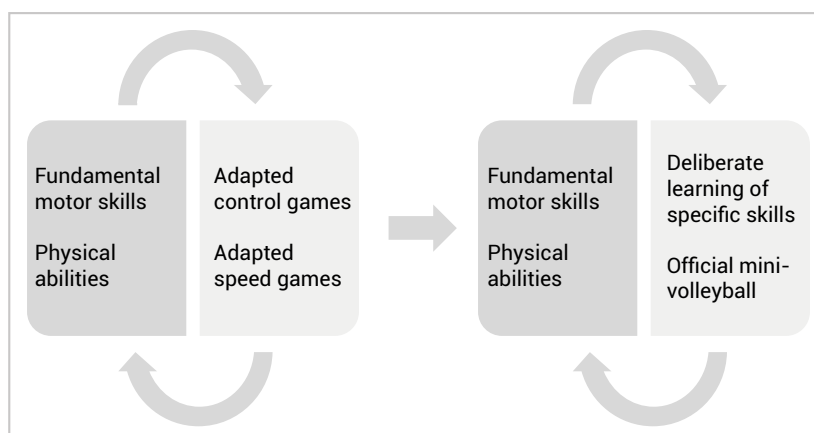 Fundamental
motor skills
Physical
abilities
Adapted
control games
Adapted
speed games
Fundamental
motor skills
Physical
abilities
Deliberate
learning of
specific skills
Official mini-
volleyball